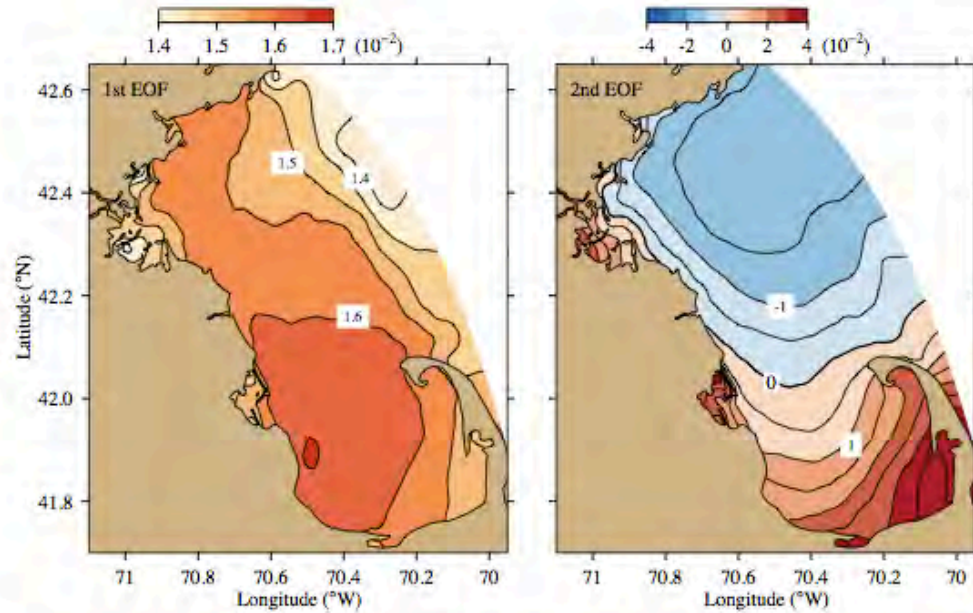 1.4 1.5 1.6 1.7 (10⁻²)
-4 -2 0 2 4 (10⁻²)
1st EOF
2nd EOF
42.6
42.4
42.2
42.0
41.8
Latitude (°N)
1.5
1.4
1.6
-1
0
1
71 70.8 70.6 70.4 70.2 70
Longitude (°W)
71 70.8 70.6 70.4 70.2 70
Longitude (°W)